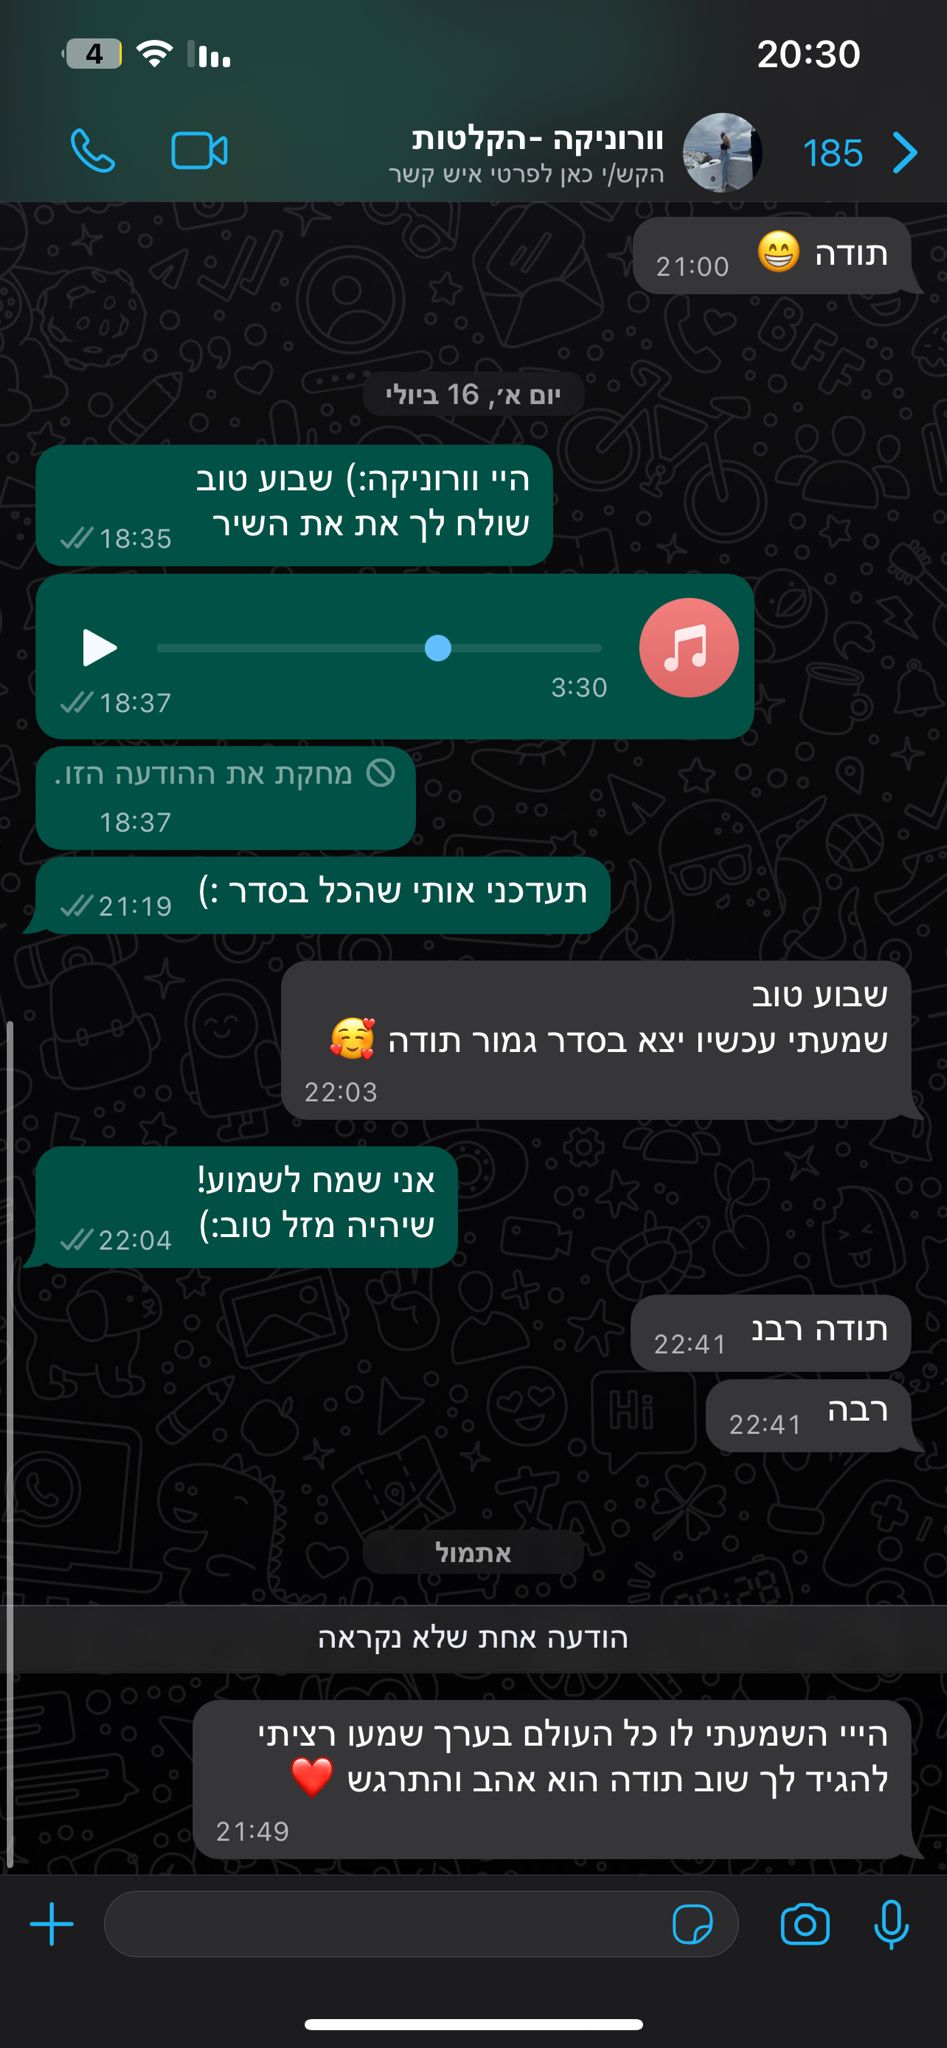 4
20:30
185
וורוניקה -הקלטות
הקש/י כאן לפרטי איש קשר
תודה 😁
21:00
יום א׳, 16 ביולי
היי וורוניקה:) שבוע טוב
שולח לך את את השיר
18:35
3:30
18:37
מחקת את ההודעה הזו.
18:37
תעדכני אותי שהכל בסדר :)
21:19
שבוע טוב
שמעתי עכשיו יצא בסדר גמור תודה 🥰
22:03
אני שמח לשמוע!
שיהיה מזל טוב:)
22:04
תודה רבנ
22:41
רבה
22:41
אתמול
הודעה אחת שלא נקראה
הייי השמעתי לו כל העולם בערך שמעו רציתי
להגיד לך שוב תודה הוא אהב והתרגש ❤️
21:49